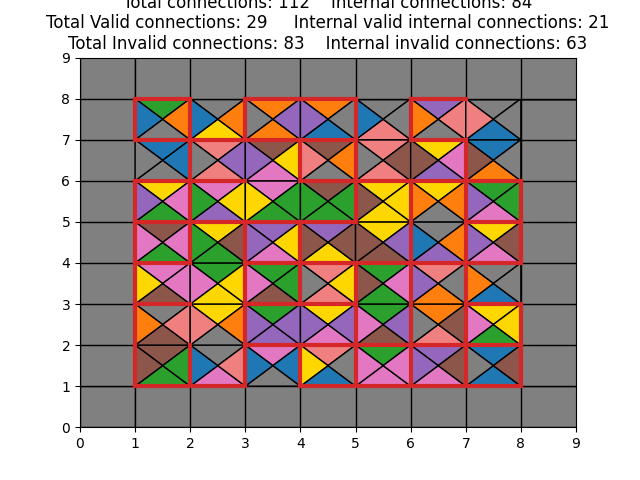 Total connections: 112    Internal connections: 84
Total Valid connections: 29     Internal valid internal connections: 21
Total Invalid connections: 83    Internal invalid connections: 63
9
8
7
6
5
4
3
2
1
0
0 1 2 3 4 5 6 7 8 9